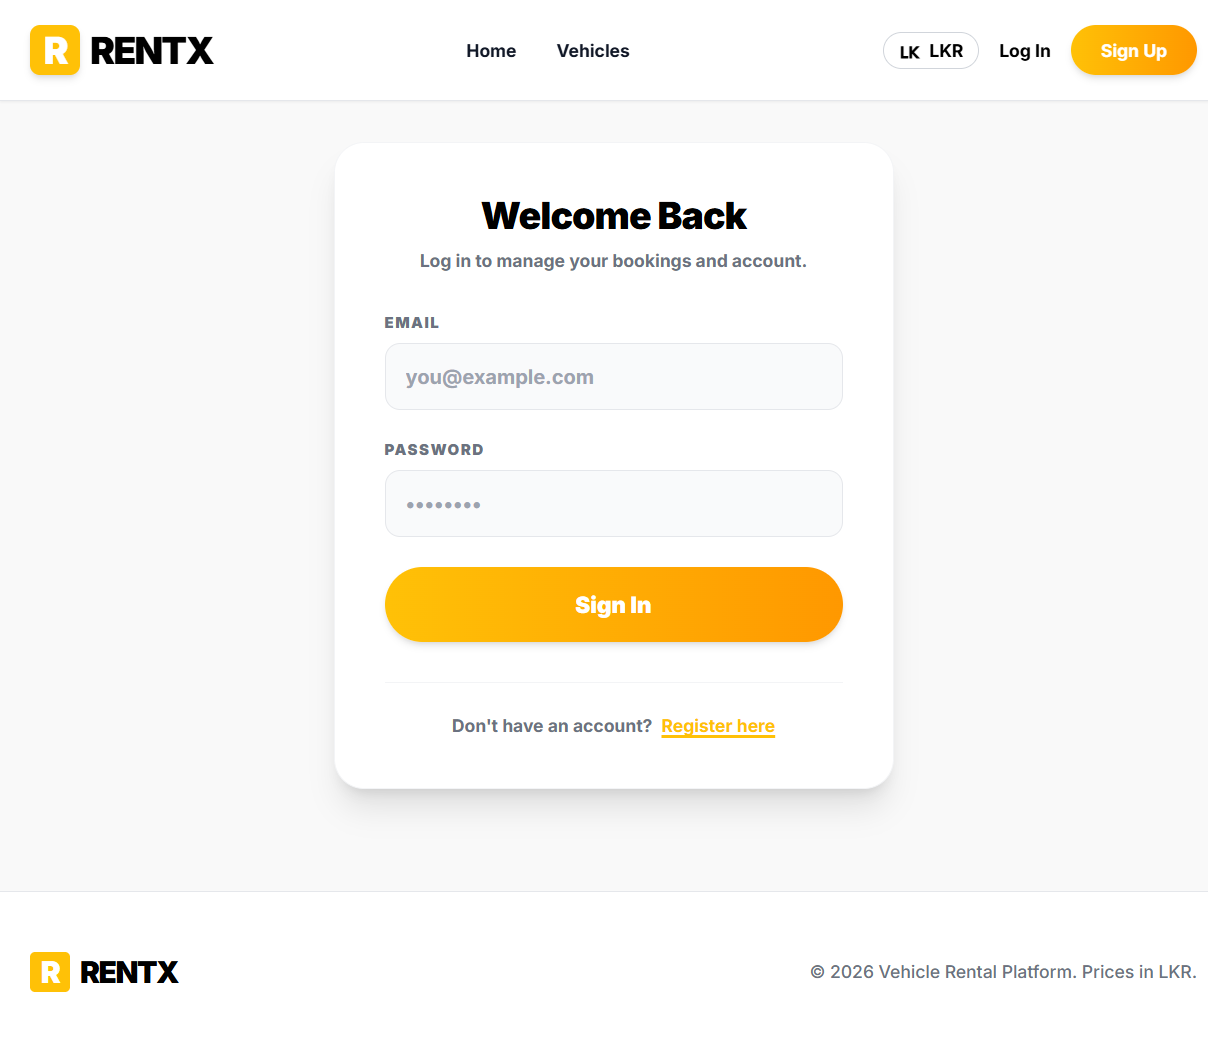 R RENTX
Home
Vehicles
LK LKR
Log In
Sign Up
Welcome Back
Log in to manage your bookings and account.
EMAIL
you@example.com
PASSWORD
••••••••
Sign In
Don't have an account? Register here
R RENTX
© 2026 Vehicle Rental Platform. Prices in LKR.